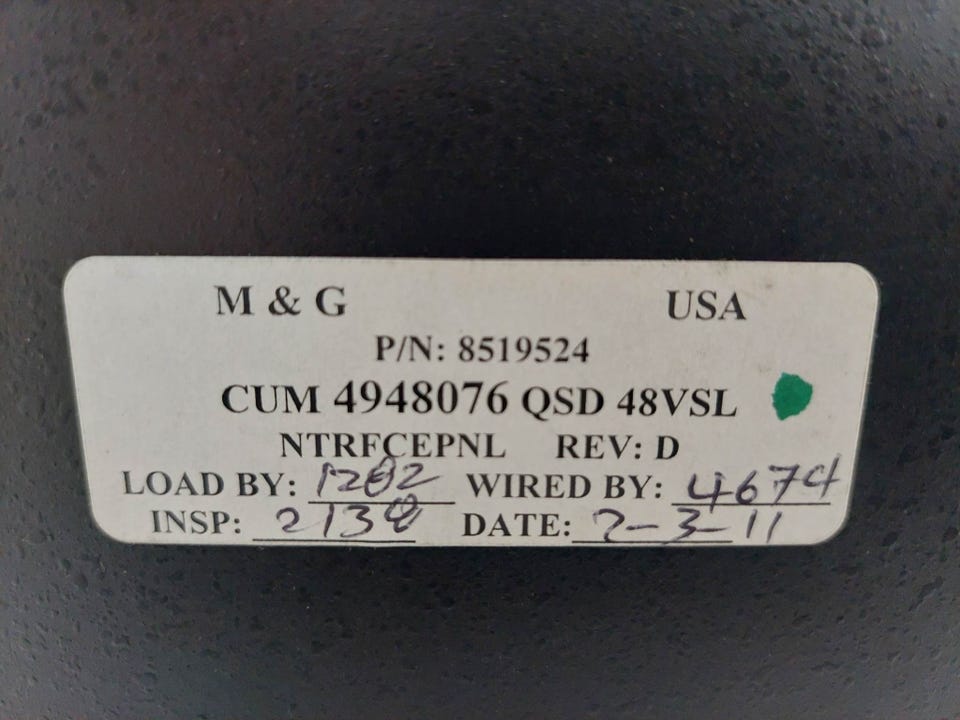 M & G USA
P/N: 8519524
CUM 4948076 QSD 48VSL
NTRFCEPNL REV: D
LOAD BY: 1202 WIRED BY: 4674
INSP: 2138 DATE: 2-3-11